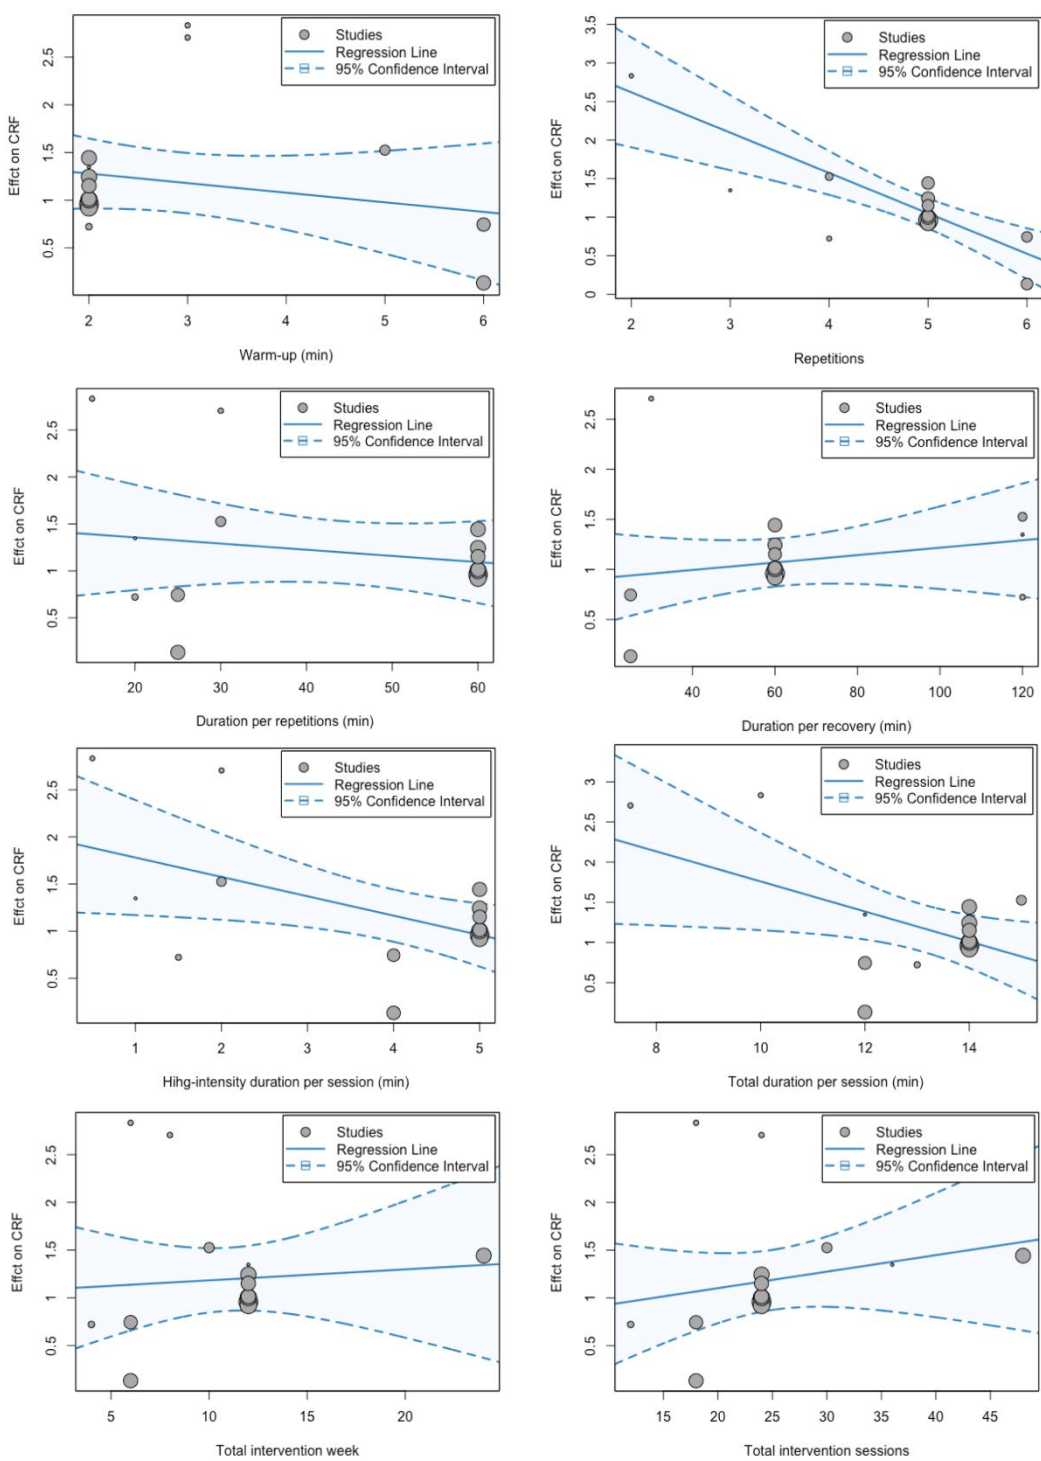 Studies
Regression Line
95% Confidence Interval
Effct on CRF
2.5
2
1.5
1
0.5
2 3 4 5 6
Warm-up (min)
Studies
Regression Line
95% Confidence Interval
Effct on CRF
3.5
3
2.5
2
1.5
1
0.5
0
2 3 4 5 6
Repetitions
Studies
Regression Line
95% Confidence Interval
Effct on CRF
2.5
2
1.5
1
0.5
20 30 40 50 60
Duration per repetitions (min)
Studies
Regression Line
95% Confidence Interval
Effct on CRF
2.5
2
1.5
1
0.5
40 60 80 100 120
Duration per recovery (min)
Studies
Regression Line
95% Confidence Interval
Effct on CRF
2.5
2
1.5
1
0.5
1 2 3 4 5
Hihg-intensity duration per session (min)
Studies
Regression Line
95% Confidence Interval
Effct on CRF
3
2.5
2
1.5
1
0.5
8 10 12 14
Total duration per session (min)
Studies
Regression Line
95% Confidence Interval
Effct on CRF
2.5
2
1.5
1
0.5
5 10 15 20
Total intervention week
Studies
Regression Line
95% Confidence Interval
Effct on CRF
2.5
2
1.5
1
0.5
15 20 25 30 35 40 45
Total intervention sessions